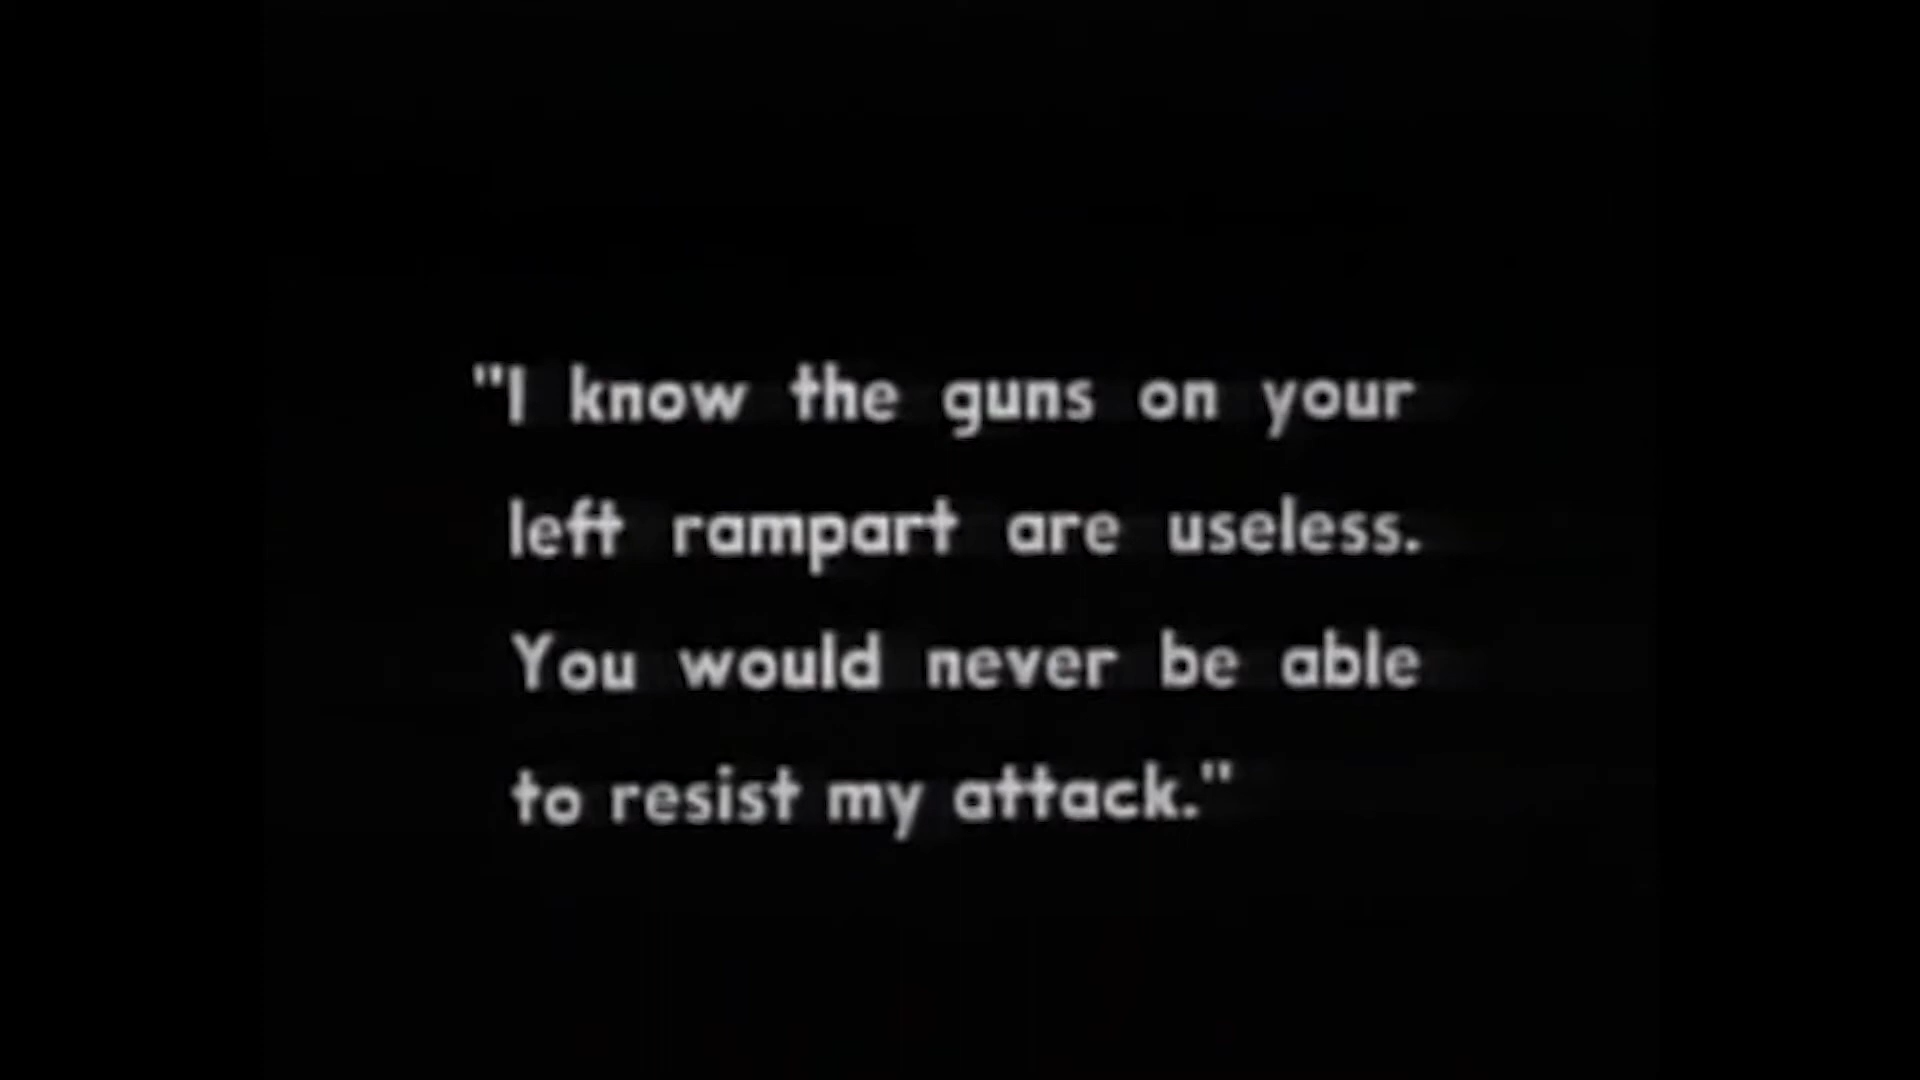 "I know the guns on your
left rampart are useless.
You would never be able
to resist my attack."